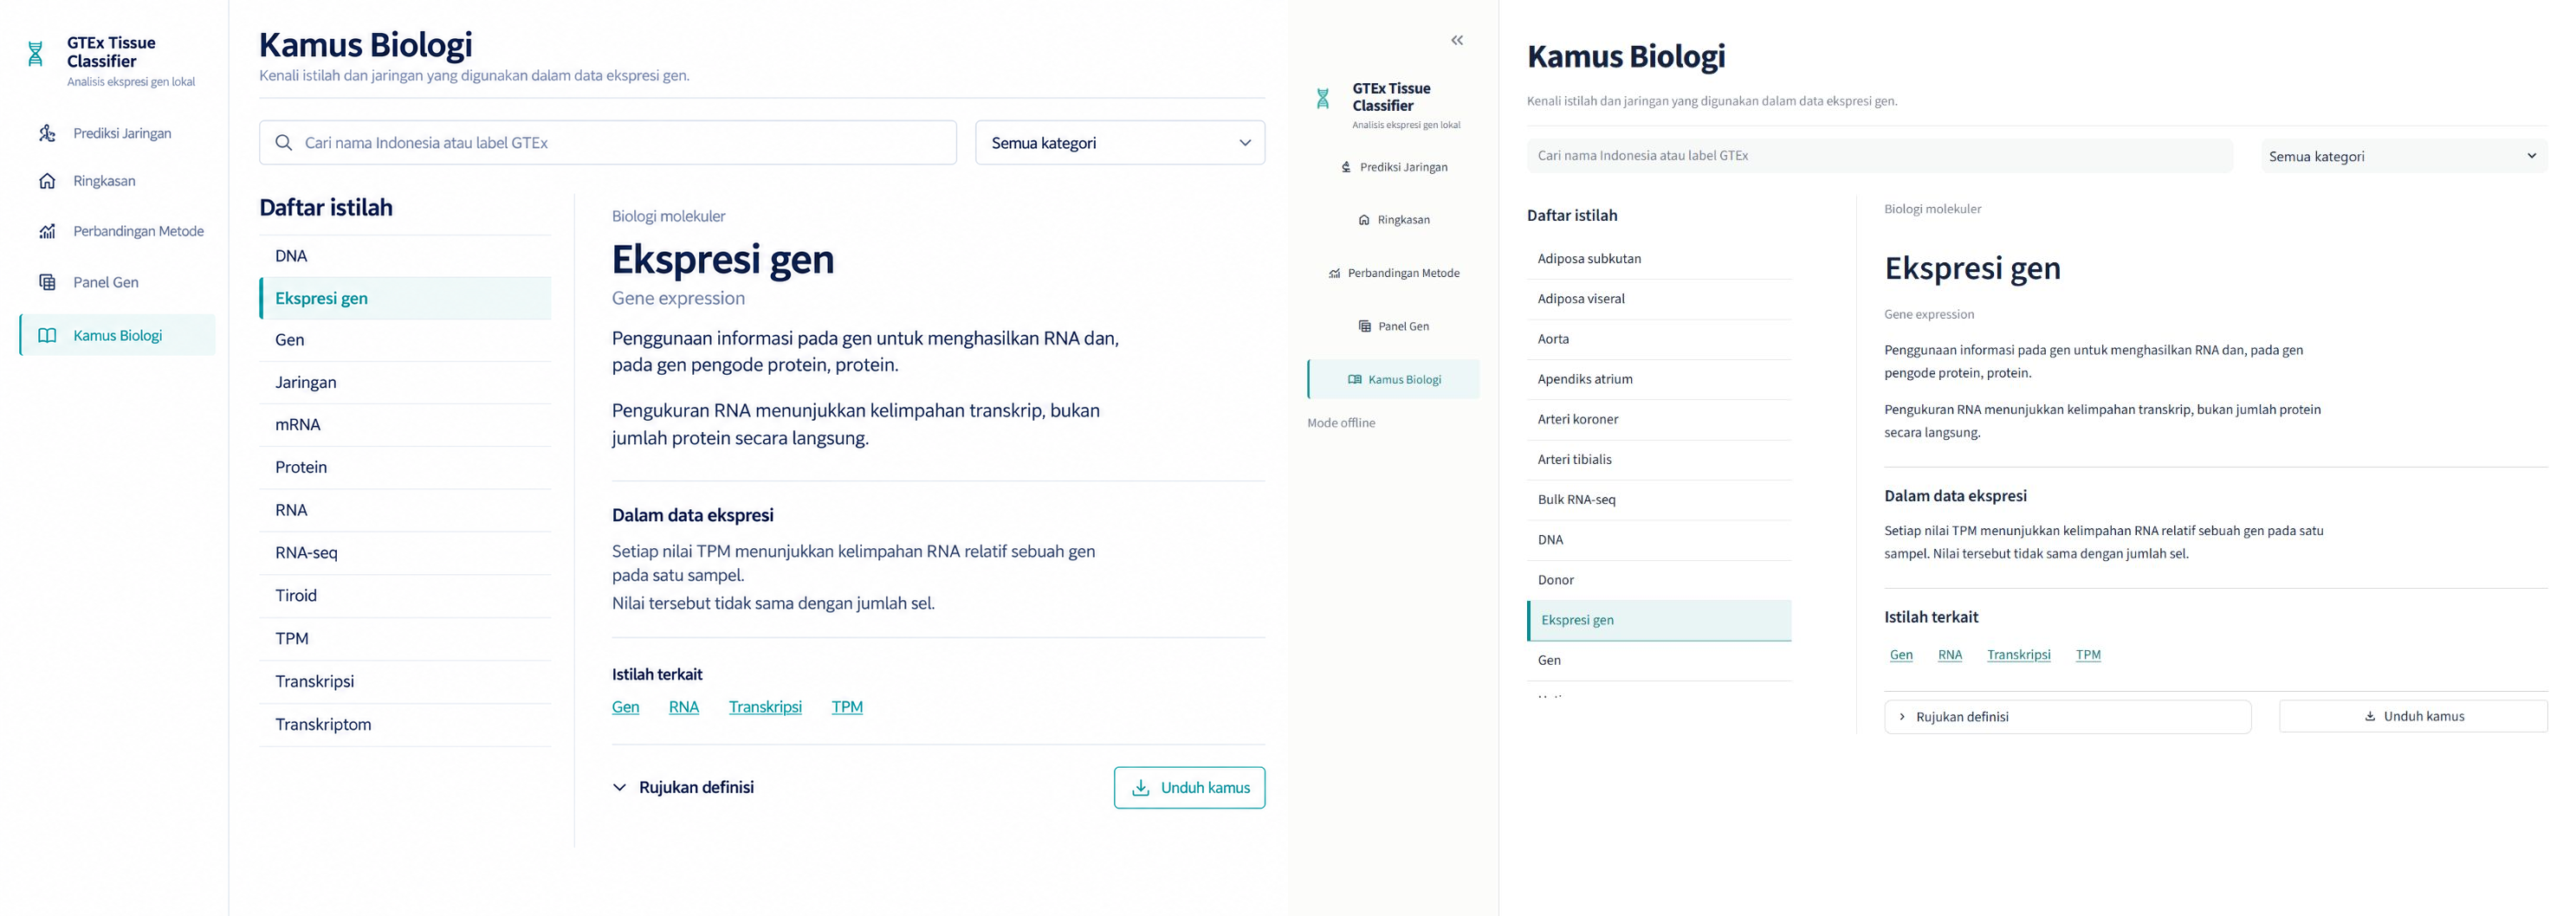 GTEx Tissue
Classifier
Analisis ekspresi gen lokal
Prediksi Jaringan
Ringkasan
Perbandingan Metode
Panel Gen
Kamus Biologi
Kamus Biologi
Kenali istilah dan jaringan yang digunakan dalam data ekspresi gen.
Cari nama Indonesia atau label GTEx
Semua kategori
Daftar istilah
DNA
Ekspresi gen
Gen
Jaringan
mRNA
Protein
RNA
RNA-seq
Tiroid
TPM
Transkripsi
Transkriptom
Biologi molekuler
Ekspresi gen
Gene expression
Penggunaan informasi pada gen untuk menghasilkan RNA dan,
pada gen pengode protein, protein.
Pengukuran RNA menunjukkan kelimpahan transkrip, bukan
jumlah protein secara langsung.
Dalam data ekspresi
Setiap nilai TPM menunjukkan kelimpahan RNA relatif sebuah gen
pada satu sampel.
Nilai tersebut tidak sama dengan jumlah sel.
Istilah terkait
Gen RNA Transkripsi TPM
Rujukan definisi
Unduh kamus
GTEx Tissue
Classifier
Analisis ekspresi gen lokal
Prediksi Jaringan
Ringkasan
Perbandingan Metode
Panel Gen
Kamus Biologi
Mode offline
Kamus Biologi
Kenali istilah dan jaringan yang digunakan dalam data ekspresi gen.
Cari nama Indonesia atau label GTEx
Semua kategori
Daftar istilah
Adiposa subkutan
Adiposa viseral
Aorta
Apendiks atrium
Arteri koroner
Arteri tibialis
Bulk RNA-seq
DNA
Donor
Ekspresi gen
Gen
Biologi molekuler
Ekspresi gen
Gene expression
Penggunaan informasi pada gen untuk menghasilkan RNA dan, pada gen
pengode protein, protein.
Pengukuran RNA menunjukkan kelimpahan transkrip, bukan jumlah protein
secara langsung.
Dalam data ekspresi
Setiap nilai TPM menunjukkan kelimpahan RNA relatif sebuah gen pada satu
sampel. Nilai tersebut tidak sama dengan jumlah sel.
Istilah terkait
Gen RNA Transkripsi TPM
Rujukan definisi
Unduh kamus